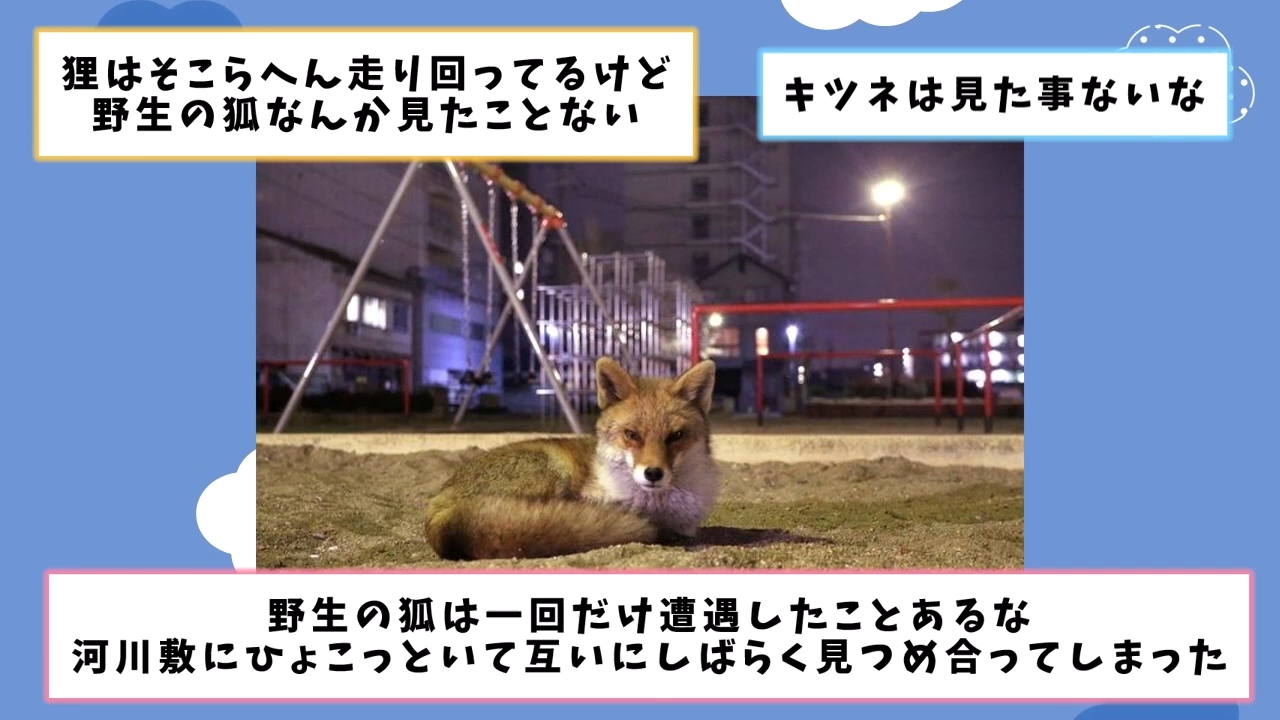 狸はそこらへん走り回ってるけど
野生の狐なんか見たことない
キツネは見た事ないな
野生の狐は一回だけ遭遇したことあるな
河川敷にひょこっといて互いにしばらく見つめ合ってしまった